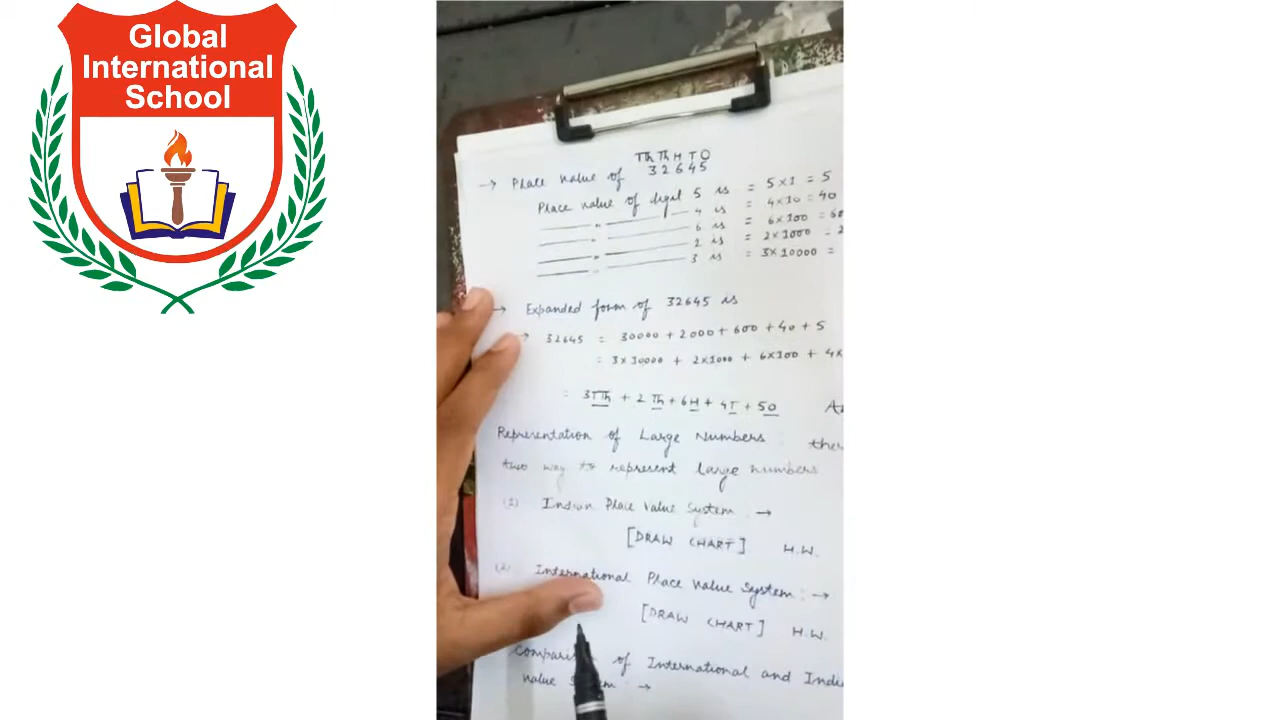 Global
International
School
TTh Th H T O
→ Place value of 32645
Place value of digit 5 is = 5×1 = 5
——— " ——— 4 is = 4×10 = 40
——— " ——— 6 is = 6×100 = 60
——— " ——— 2 is = 2×1000 = 2
——— " ——— 3 is = 3×10000 =
→ Expanded form of 32645 is
→ 32645 = 30000 + 2000 + 600 + 40 + 5
= 3×10000 + 2×1000 + 6×100 + 4×
= 3TTh + 2Th + 6H + 4T + 5O
Representation of Large Numbers : ther
two way to represent large numbers
(1) Indian Place Value System : →
[DRAW CHART] H.W.
(2) International Place Value System : →
[DRAW CHART] H.W.
of International and Indi
value : →